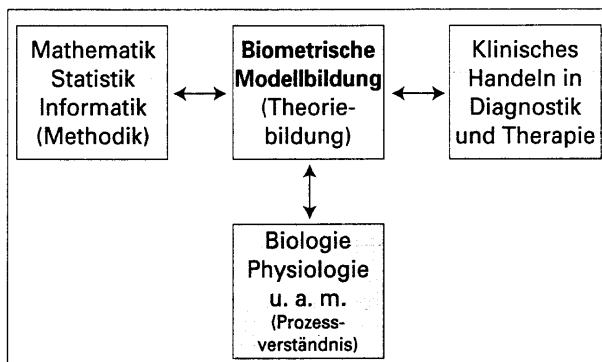 Mathematik
Statistik
Informatik
(Methodik)
Biometrische
Modellbildung
(Theorie-
bildung)
Klinisches
Handeln in
Diagnostik
und Therapie
Biologie
Physiologie
u. a. m.
(Prozess-
verständnis)